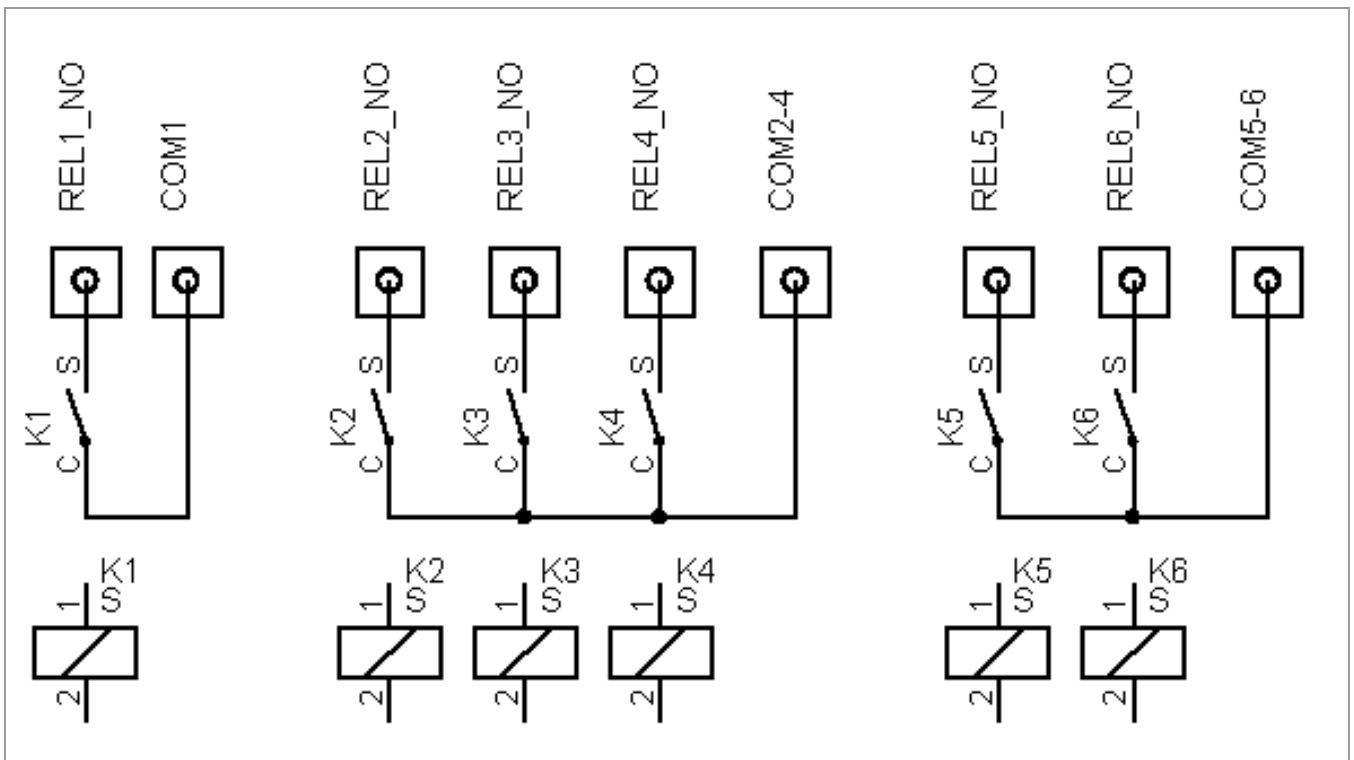 REL1_NO
COM1
REL2_NO
REL3_NO
REL4_NO
COM2-4
REL5_NO
REL6_NO
COM5-6
K1
S
C
K2
S
C
K3
S
C
K4
S
C
K5
S
C
K6
S
C
K1
S
1
2
K2
S
1
2
K3
S
1
2
K4
S
1
2
K5
S
1
2
K6
S
1
2